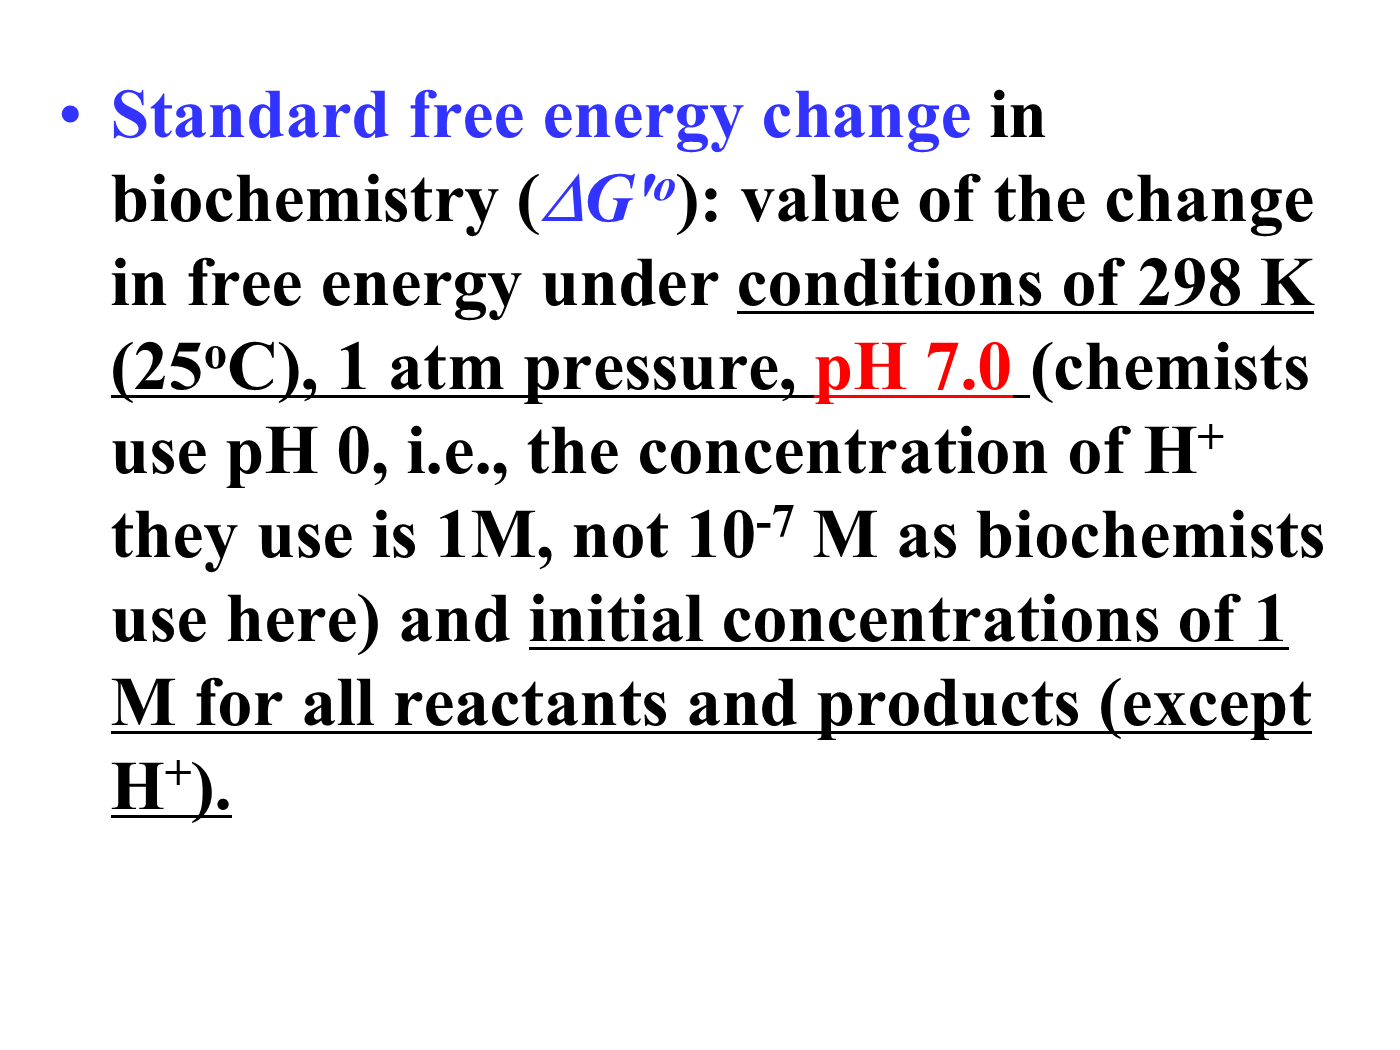 • Standard free energy change in
biochemistry (ΔG'º): value of the change
in free energy under conditions of 298 K
(25ºC), 1 atm pressure, pH 7.0 (chemists
use pH 0, i.e., the concentration of H⁺
they use is 1M, not 10⁻⁷ M as biochemists
use here) and initial concentrations of 1
M for all reactants and products (except
H⁺).